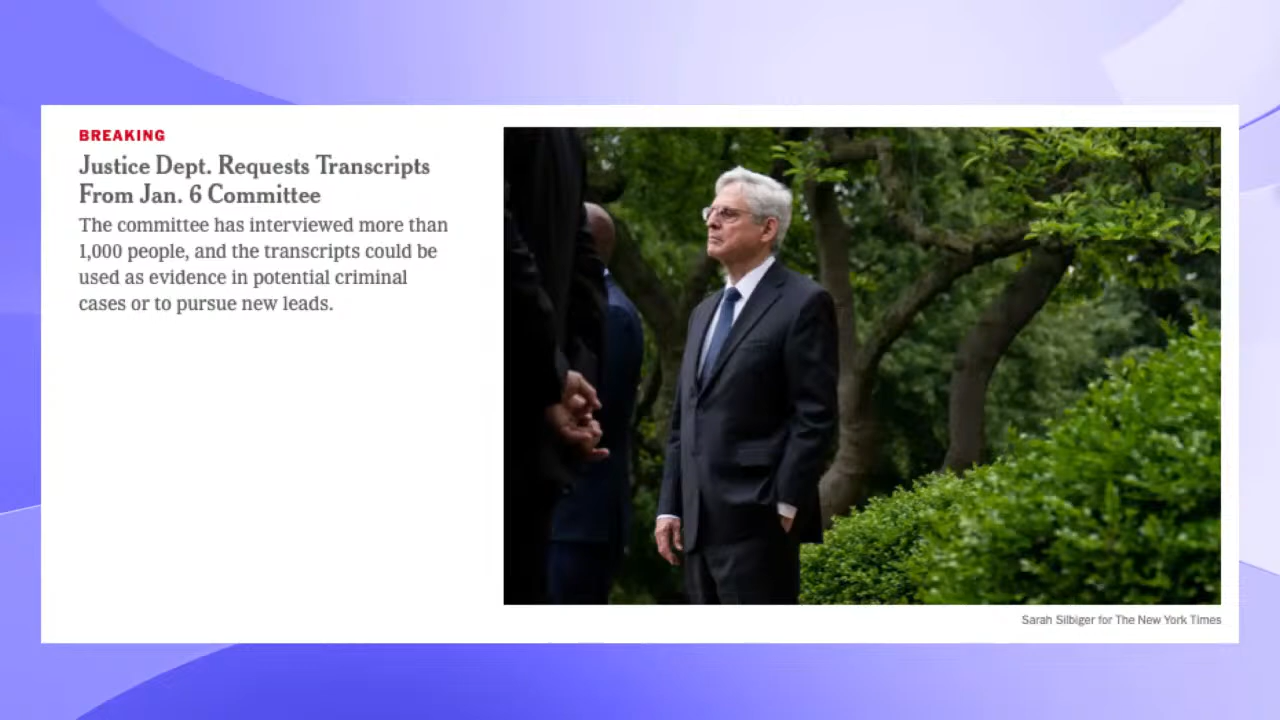 BREAKING
Justice Dept. Requests Transcripts
From Jan. 6 Committee
The committee has interviewed more than
1,000 people, and the transcripts could be
used as evidence in potential criminal
cases or to pursue new leads.
Sarah Silbiger for The New York Times